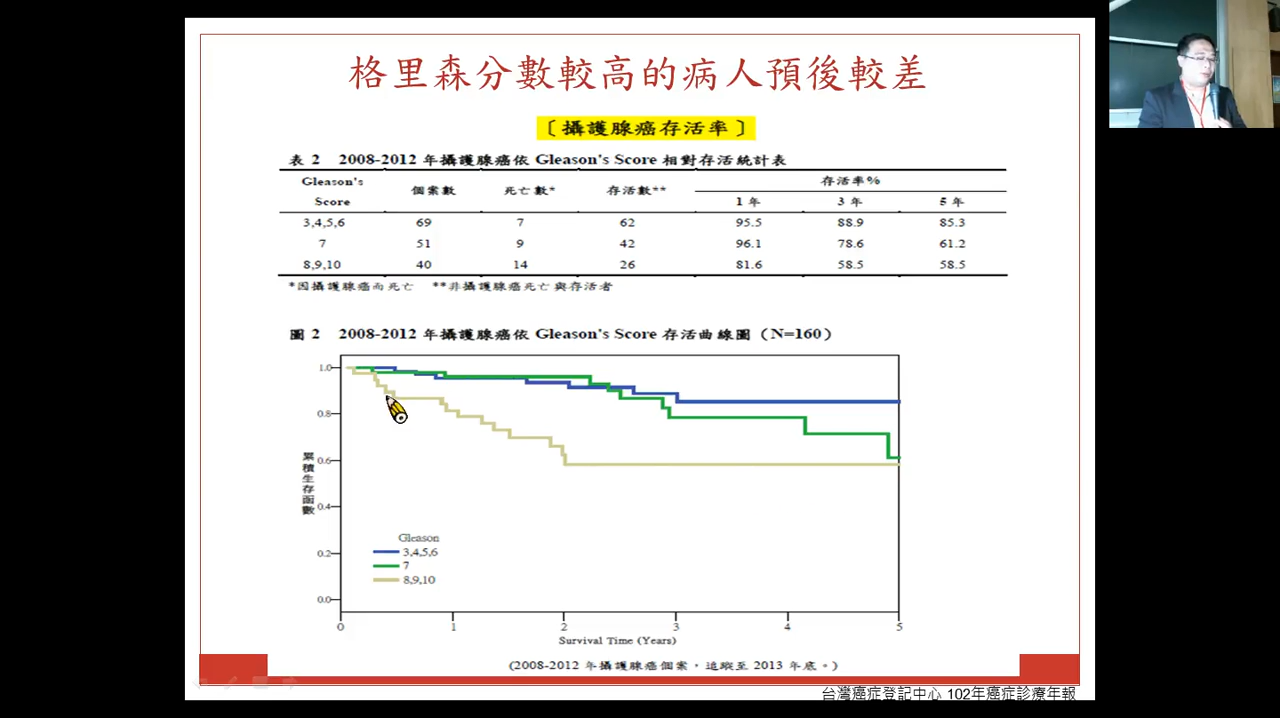 格里森分數較高的病人預後較差
〔攝護腺癌存活率〕
表 2 2008-2012 年攝護腺癌依 Gleason's Score 相對存活統計表
Gleason's Score 個案數 死亡數* 存活數** 存活率%
1 年 3 年 5 年
3,4,5,6 69 7 62 95.5 88.9 85.3
7 51 9 42 96.1 78.6 61.2
8,9,10 40 14 26 81.6 58.5 58.5
*因攝護腺癌而死亡 **非攝護腺癌死亡與存活者
圖 2 2008-2012 年攝護腺癌依 Gleason's Score 存活曲線圖（N=160）
1.0
0.8
0.6
0.4
0.2
0.0
累積生存函數
Gleason
3,4,5,6
7
8,9,10
0 1 2 3 4 5
Survival Time (Years)
(2008-2012 年攝護腺癌個案，追蹤至 2013 年底。)
台灣癌症登記中心 102年癌症診療年報